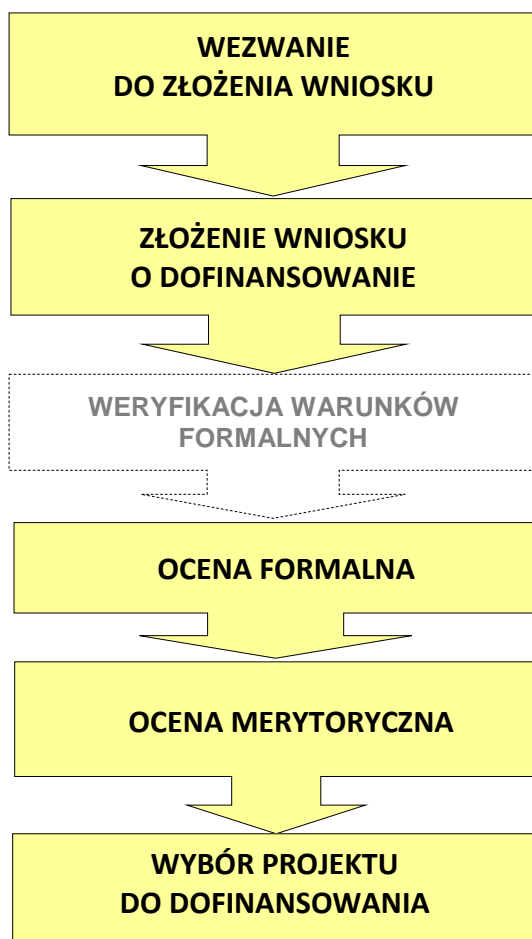 WEZWANIE
DO ZŁOŻENIA WNIOSKU
ZŁOŻENIE WNIOSKU
O DOFINANSOWANIE
WERYFIKACJA WARUNKÓW
FORMALNYCH
OCENA FORMALNA
OCENA MERYTORYCZNA
WYBÓR PROJEKTU
DO DOFINANSOWANIA